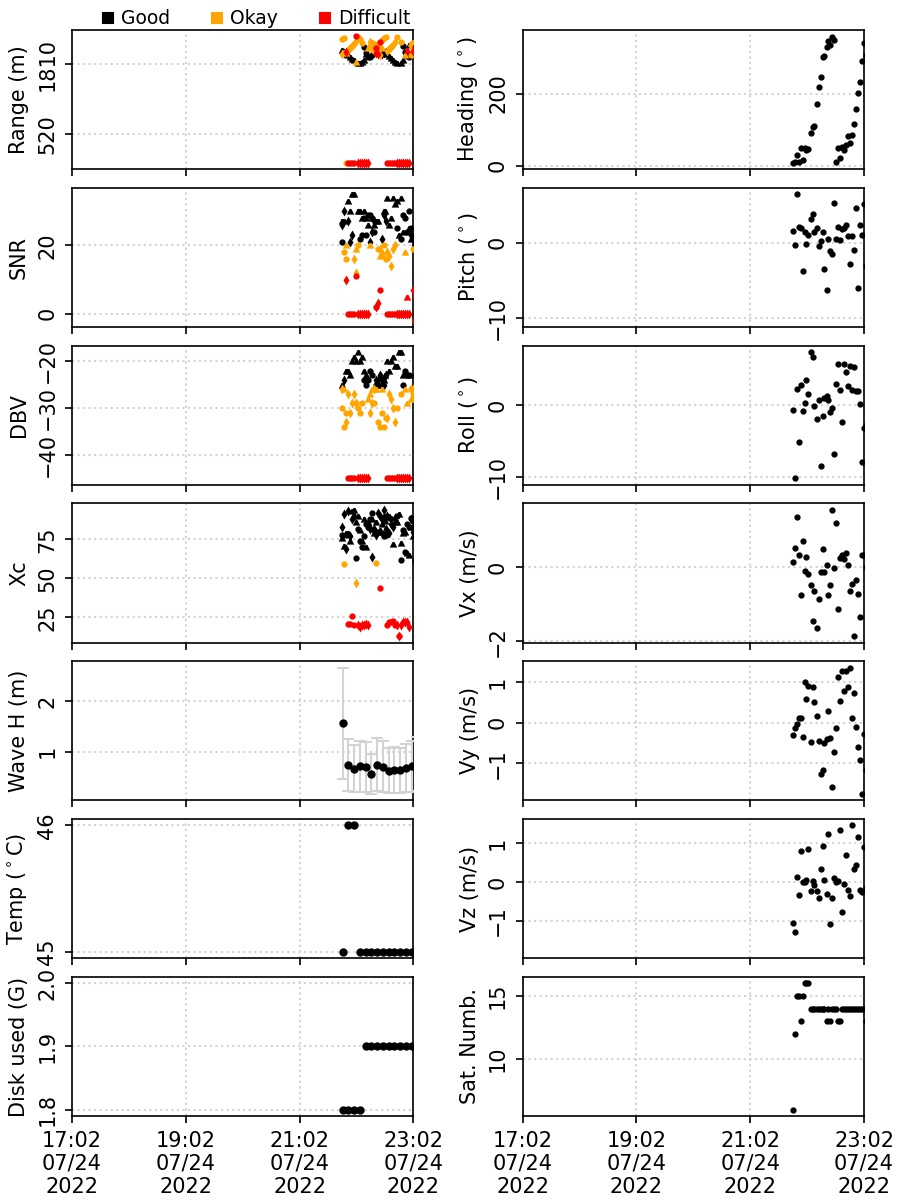 Good Okay Difficult
Range (m)
1810
520
Heading (°)
200
0
SNR
20
0
Pitch (°)
0
−10
DBV
−20
−30
−40
Roll (°)
0
−10
Xc
75
50
25
Vx (m/s)
0
−2
Wave H (m)
2
1
Vy (m/s)
1
0
−1
Temp (°C)
46
45
Vz (m/s)
1
0
−1
Disk used (G)
2.0
1.9
1.8
Sat. Numb.
15
10
17:02 19:02 21:02 23:02
07/24 07/24 07/24 07/24
2022 2022 2022 2022
17:02 19:02 21:02 23:02
07/24 07/24 07/24 07/24
2022 2022 2022 2022